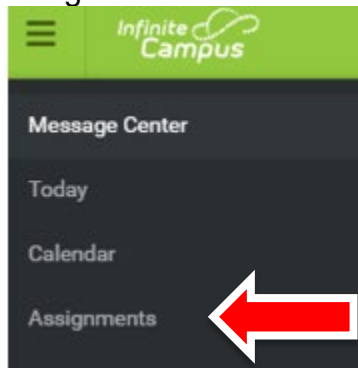 Infinite
Campus
Message Center
Today
Calendar
Assignments